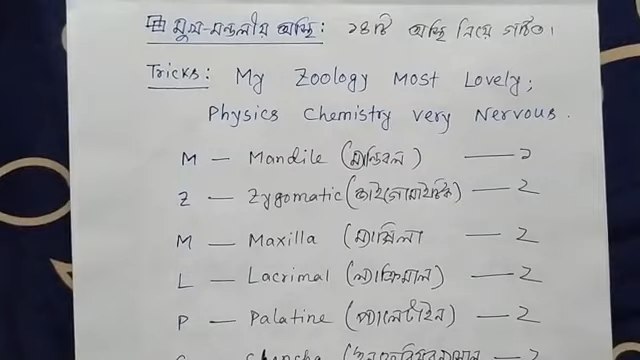 মুখ-মন্ডলীয় অস্থি: ১৪টি অস্থি নিয়ে গঠিত।
Tricks: My Zoology Most Lovely;
Physics Chemistry very Nervous.
M — Mandile (ম্যান্ডিবল) — ১
Z — Zygomatic (জাইগোম্যাটিক) — 2
M — Maxilla (ম্যাক্সিলা — 2
L — Lacrimal (ল্যাক্রিমাল) — 2
P — Palatine (প্যালেটাইন) — 2